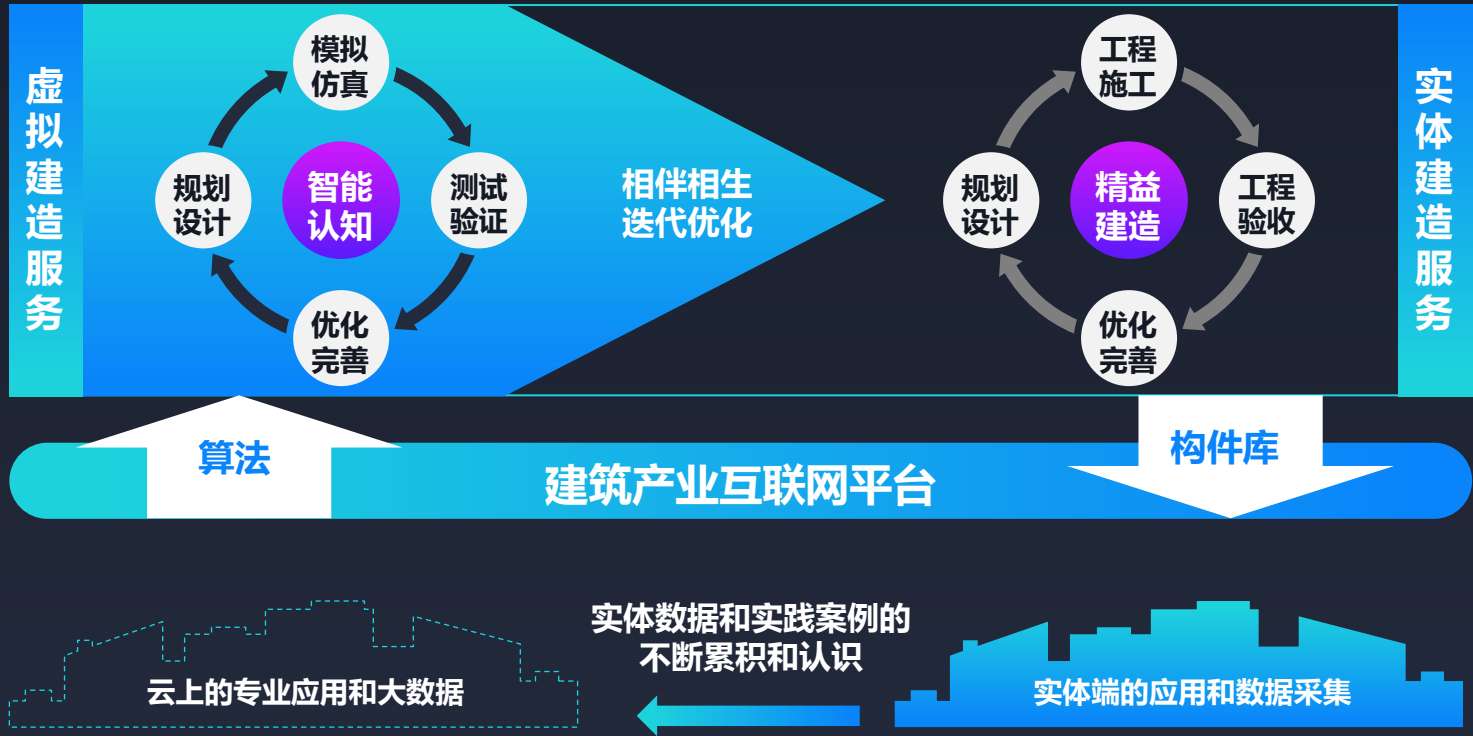 虚拟建造服务
模拟
仿真
规划
设计
智能
认知
测试
验证
优化
完善
相伴相生
迭代优化
工程
施工
规划
设计
精益
建造
工程
验收
优化
完善
实体建造服务
算法
建筑产业互联网平台
构件库
云上的专业应用和大数据
实体数据和实践案例的
不断累积和认识
实体端的应用和数据采集